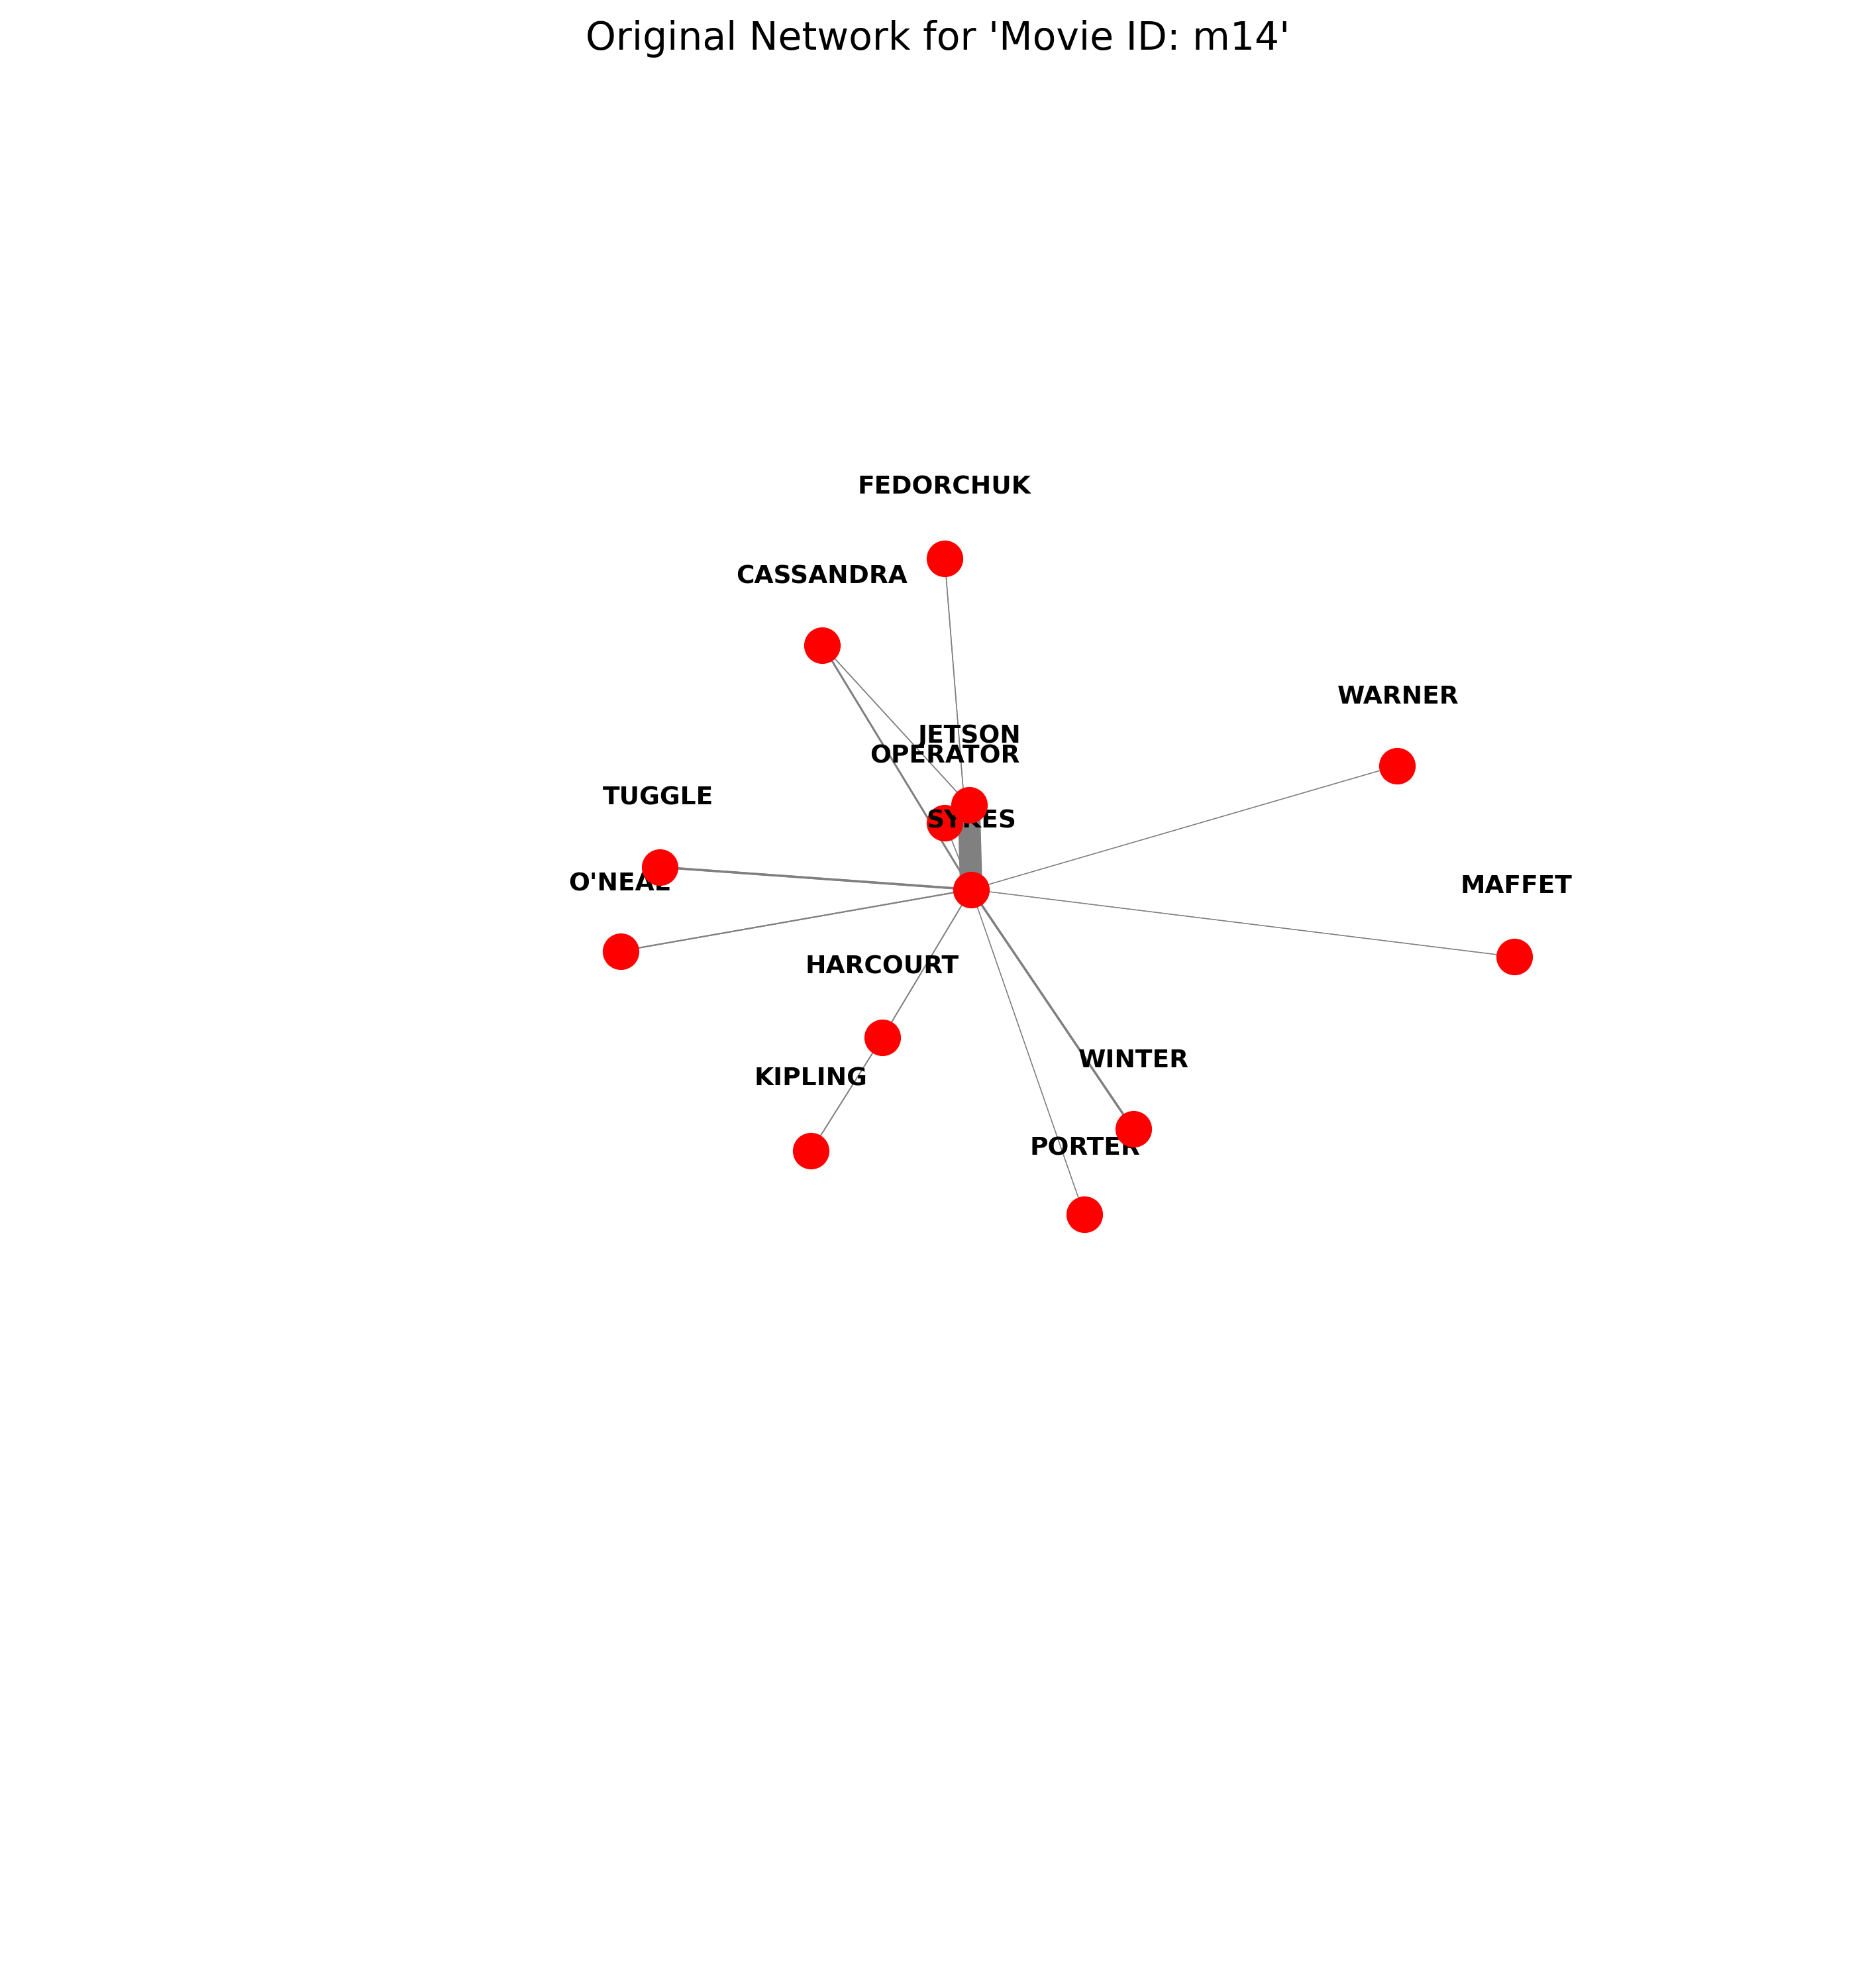 Original Network for 'Movie ID: m14'
FEDORCHUK
CASSANDRA
WARNER
JETSON
OPERATOR
TUGGLE
SYKES
O'NEAL
MAFFET
HARCOURT
WINTER
KIPLING
PORTER